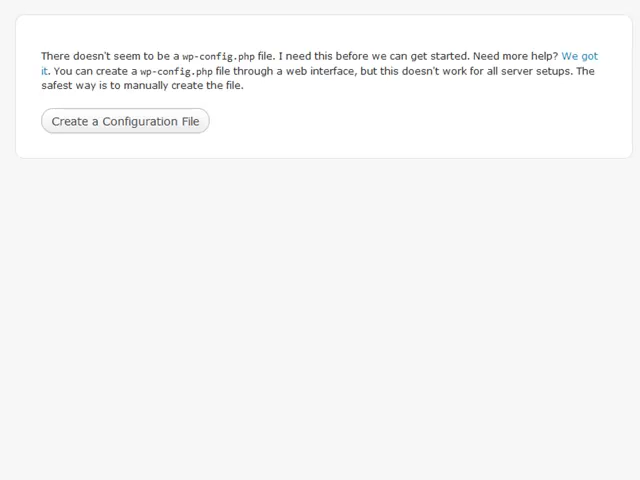 There doesn't seem to be a wp-config.php file. I need this before we can get started. Need more help? We got
it. You can create a wp-config.php file through a web interface, but this doesn't work for all server setups. The
safest way is to manually create the file.
Create a Configuration File